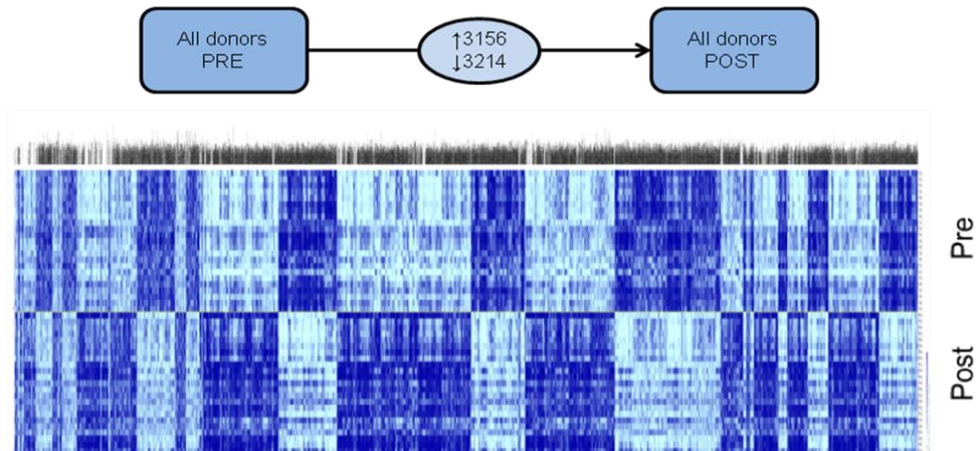 All donors
PRE
↑3156
↓3214
All donors
POST
Pre
Post